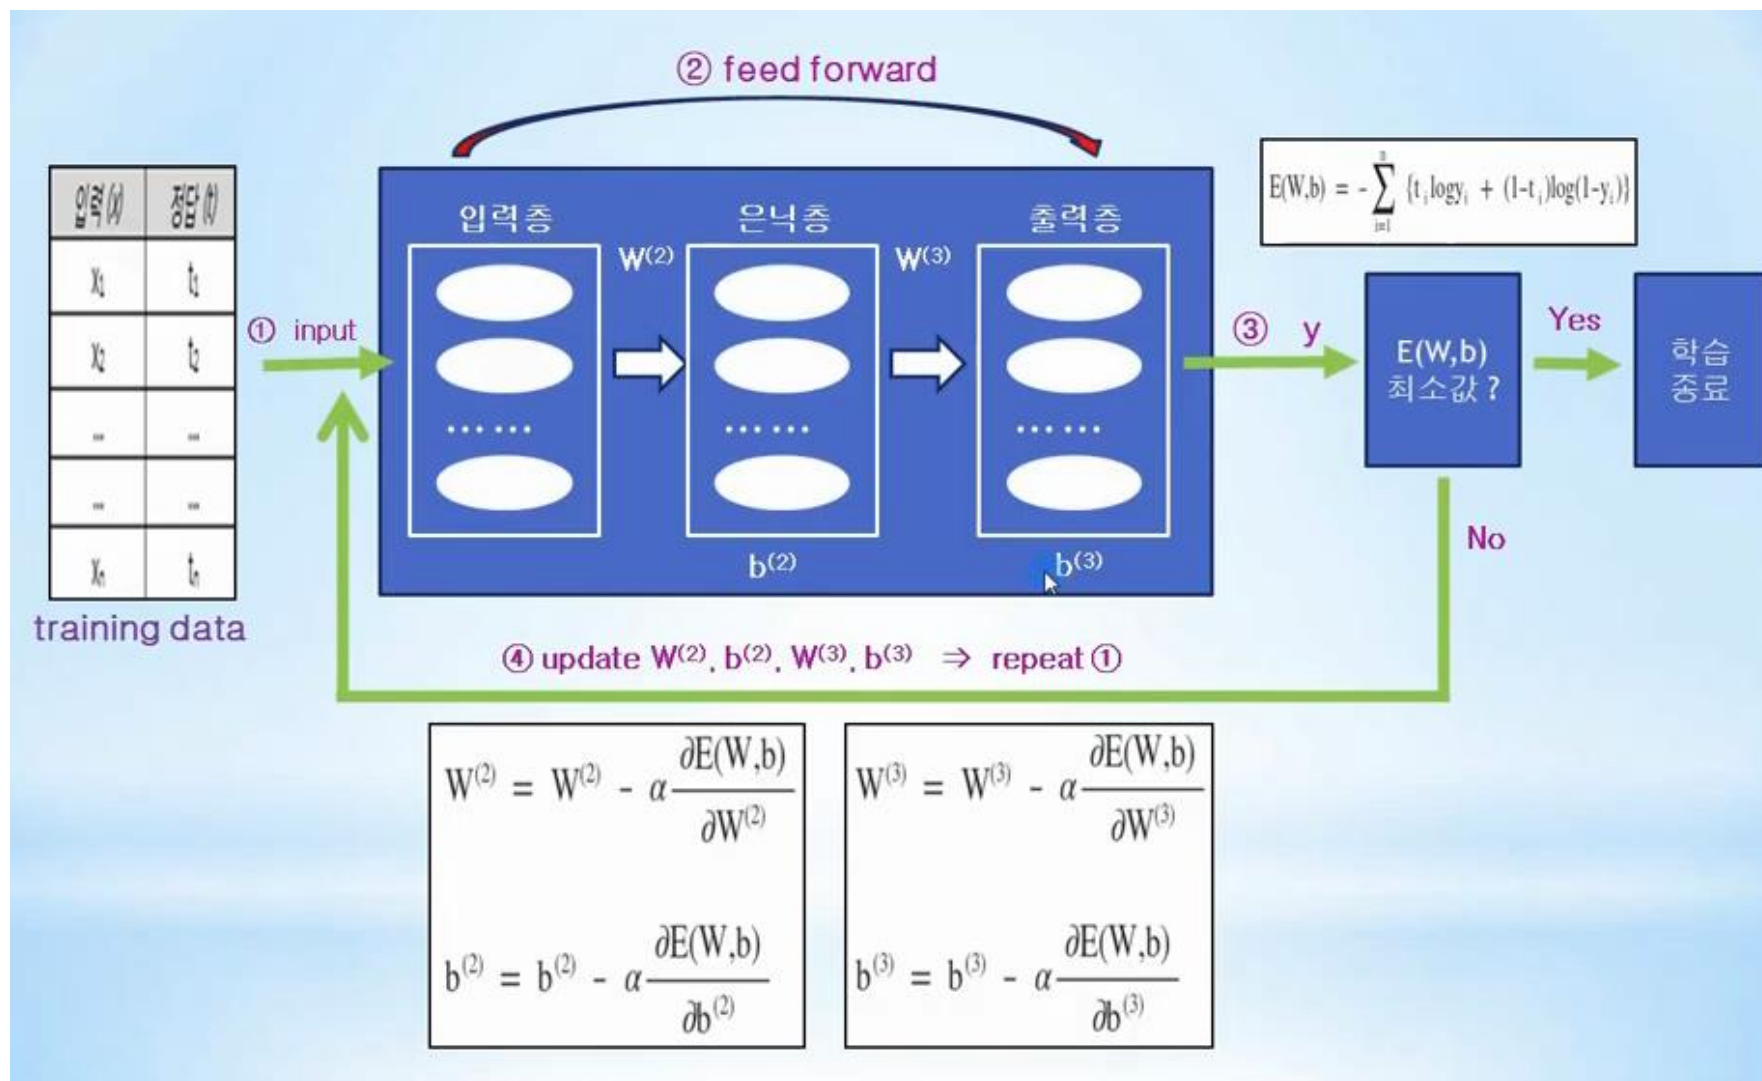 ② feed forward
E(W,b) = - n∑i=1 {t i logy i + (1-t i)log(1-y i)}
입력(x) 정답(t)
x1 t1
x2 t2
... ...
... ...
xn tn
training data
① input
입력층 은닉층 출력층
W(2) W(3)
...... ...... ......
b(2) b(3)
③ y
E(W,b)
최소값 ?
Yes
학습
종료
No
④ update W(2), b(2), W(3), b(3) ⇒ repeat ①
W(2) = W(2) - α ∂E(W,b)/∂W(2)
b(2) = b(2) - α ∂E(W,b)/∂b(2)
W(3) = W(3) - α ∂E(W,b)/∂W(3)
b(3) = b(3) - α ∂E(W,b)/∂b(3)